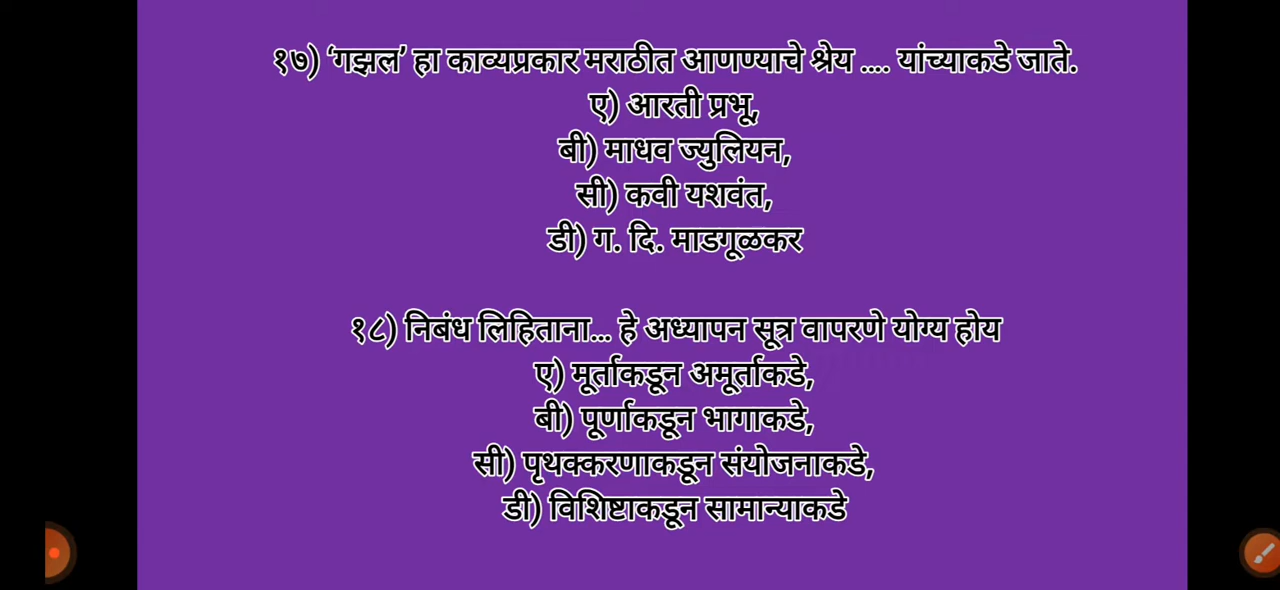 १७) ‘गझल’ हा काव्यप्रकार मराठीत आणण्याचे श्रेय .... यांच्याकडे जाते.
ए) आरती प्रभू,
बी) माधव ज्युलियन,
सी) कवी यशवंत,
डी) ग. दि. माडगूळकर
१८) निबंध लिहिताना... हे अध्यापन सूत्र वापरणे योग्य होय
ए) मूर्ताकडून अमूर्ताकडे,
बी) पूर्णाकडून भागाकडे,
सी) पृथक्करणाकडून संयोजनाकडे,
डी) विशिष्टाकडून सामान्याकडे